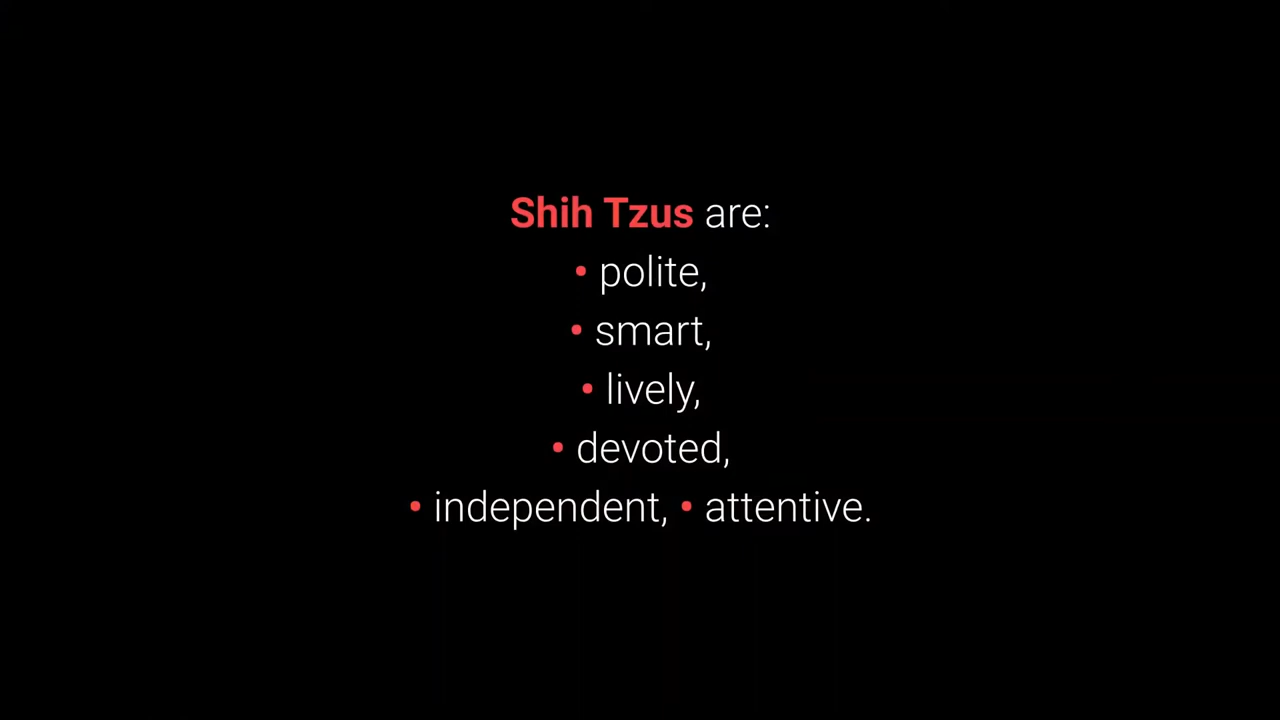 Shih Tzus are:
• polite,
• smart,
• lively,
• devoted,
• independent, • attentive.